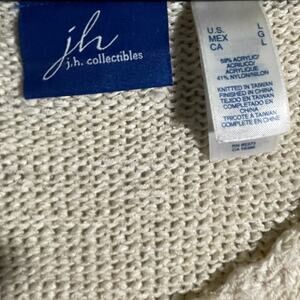 jh
j.h. collectibles
U.S. L
MEX G
CA L
59% ACRYLIC/
ACRILICO/
ACRYLIQUE
41% NYLON/NILON
KNITTED IN TAIWAN
FINISHED IN CHINA
TEJIDO EN TAIWAN
COMPLETADO EN
CHINA
TRICOTE A TAIWAN
COMPLETE EN CHINE